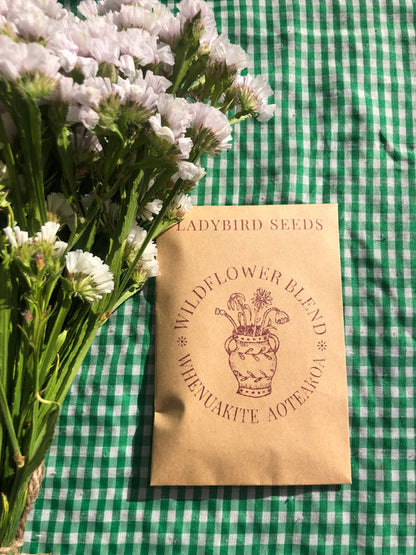 LADYBIRD SEEDS
WILDFLOWER BLEND
WHENUAKITE AOTEAROA